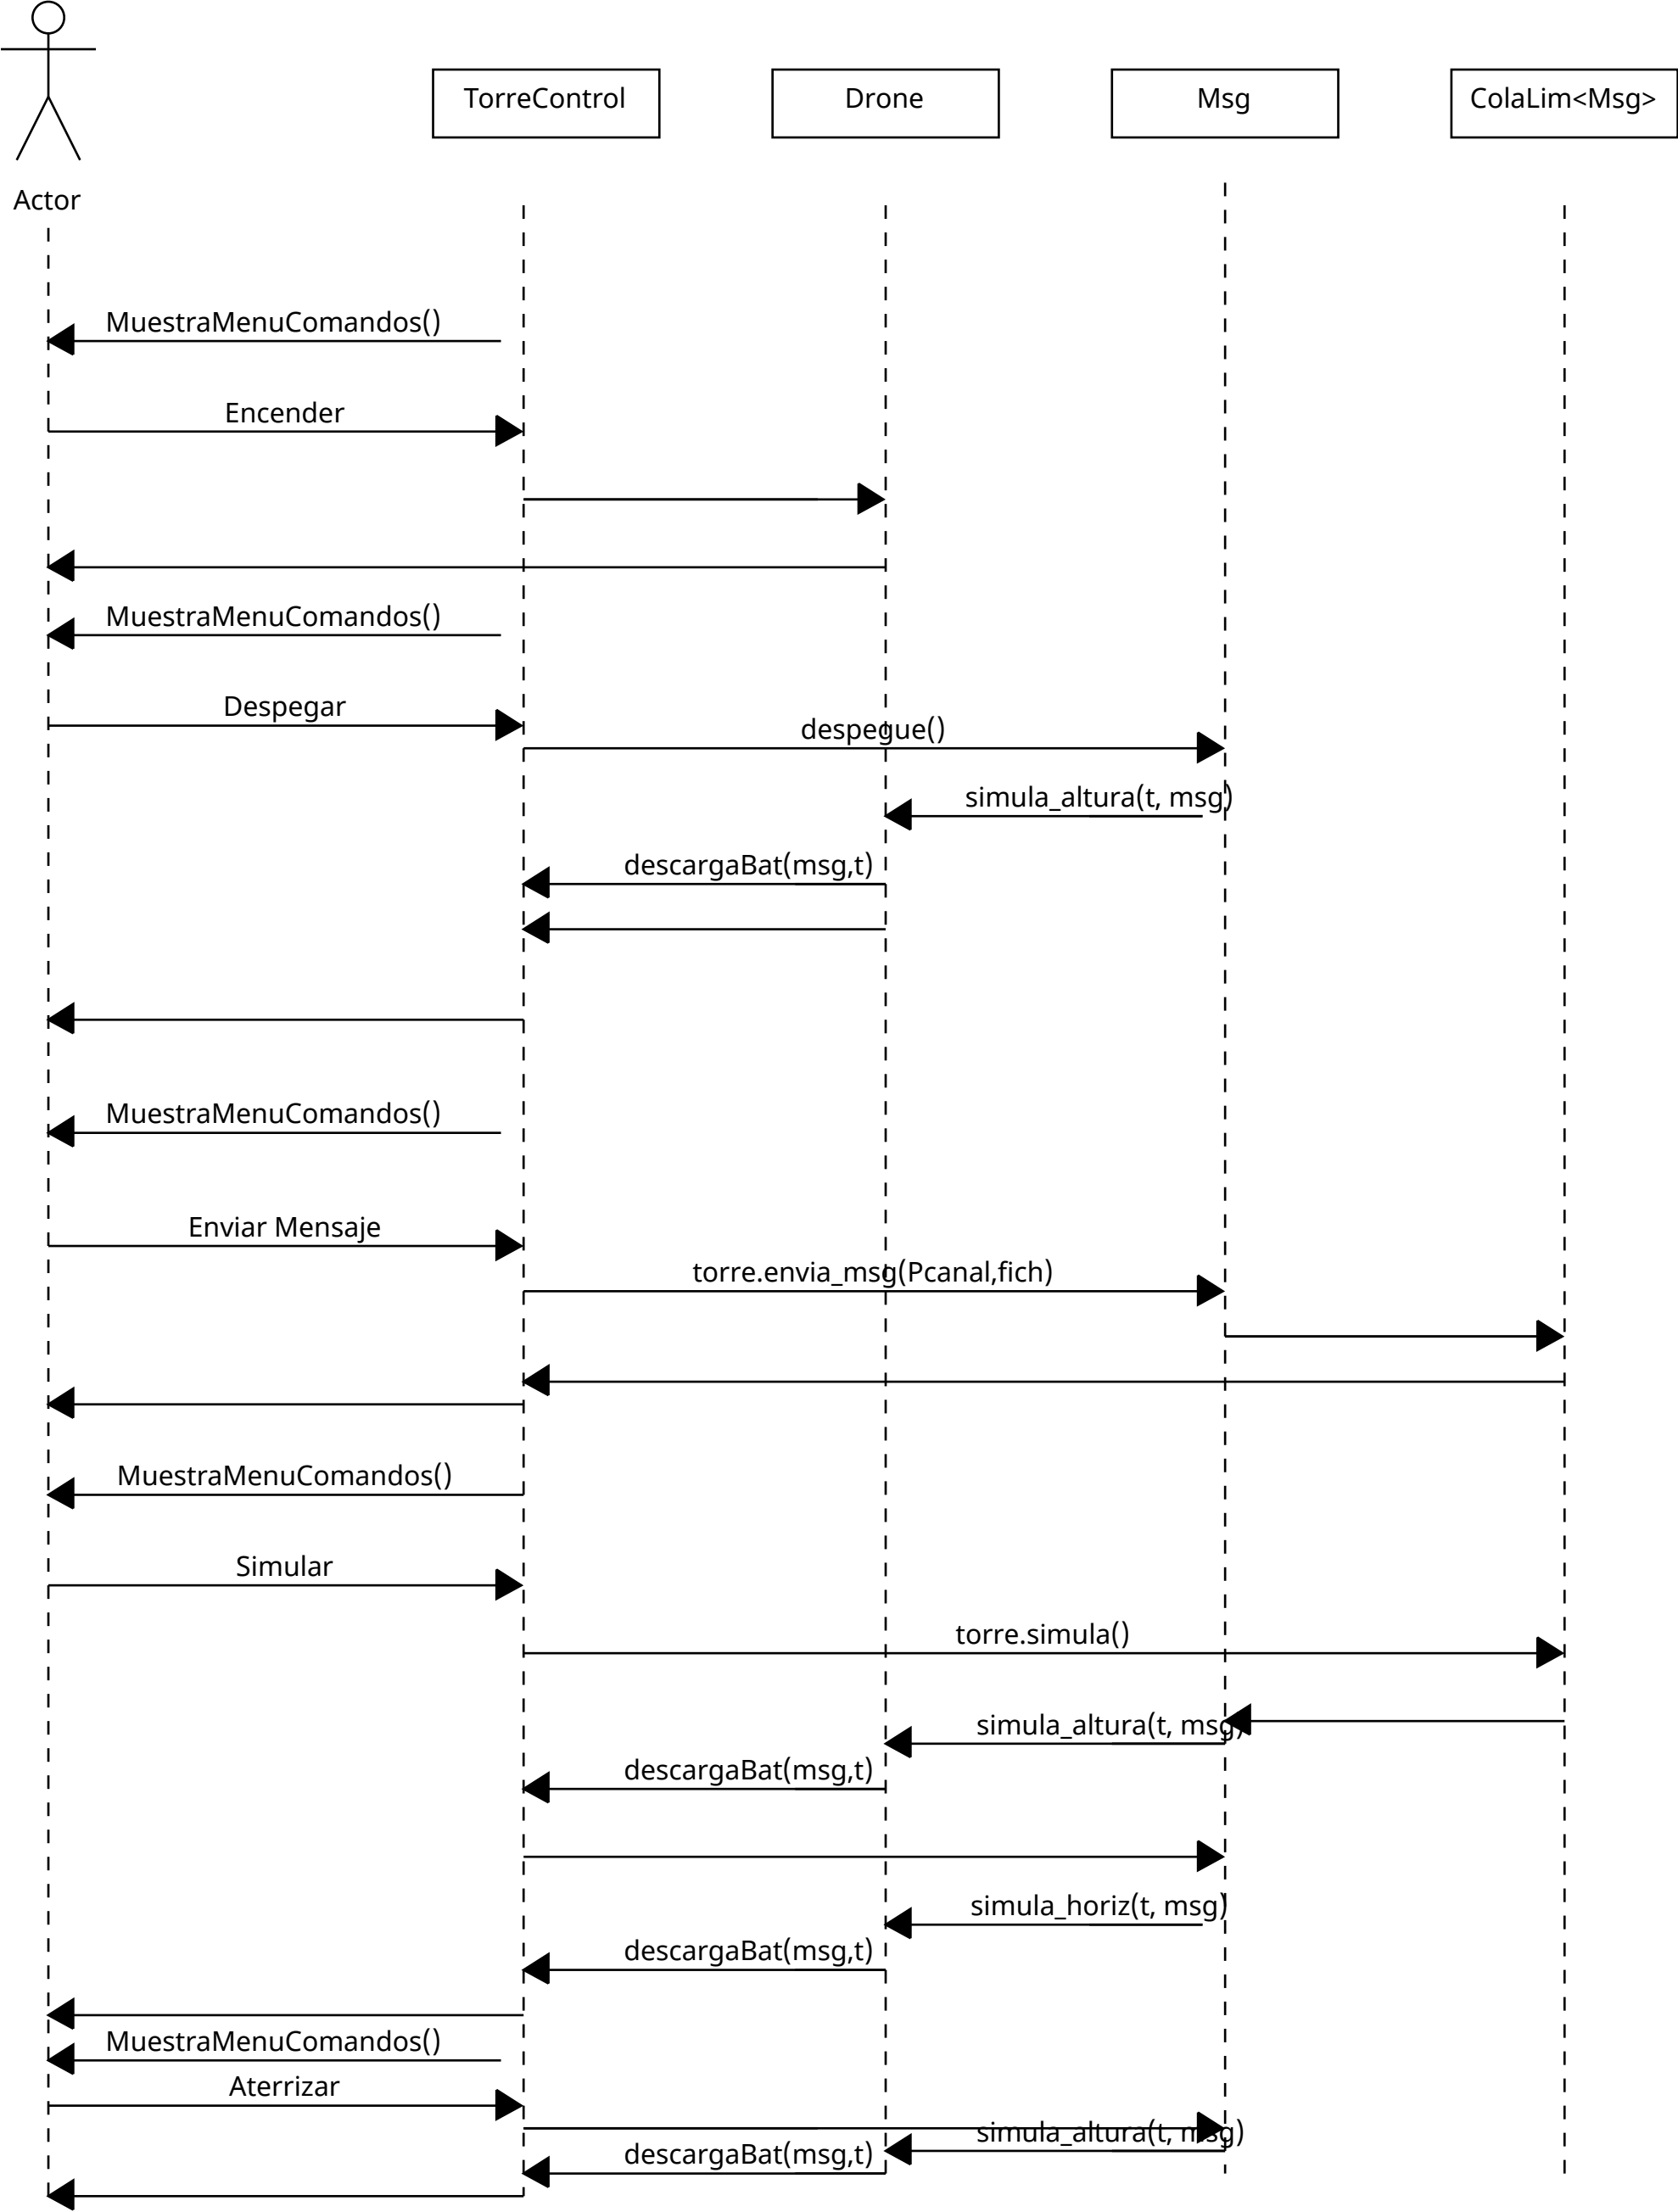 TorreControl
Drone
Msg
ColaLim<Msg>
Actor
MuestraMenuComandos()
Encender
MuestraMenuComandos()
Despegar
despegue()
simula_altura(t, msg)
descargaBat(msg,t)
MuestraMenuComandos()
Enviar Mensaje
torre.envia_msg(Pcanal,fich)
MuestraMenuComandos()
Simular
torre.simula()
simula_altura(t, msg)
descargaBat(msg,t)
simula_horiz(t, msg)
descargaBat(msg,t)
MuestraMenuComandos()
Aterrizar
simula_altura(t, msg)
descargaBat(msg,t)